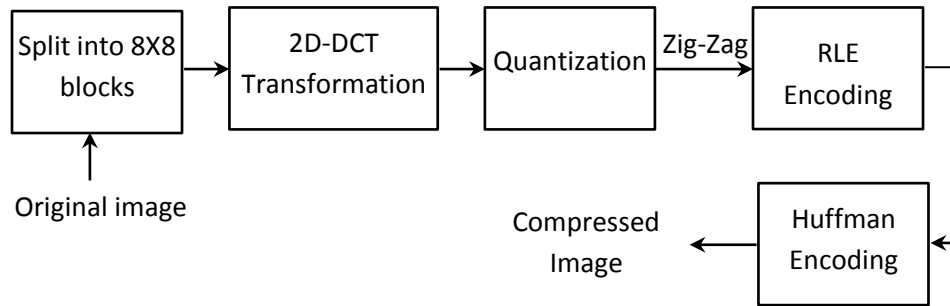 Split into 8X8
blocks
2D-DCT
Transformation
Quantization
Zig-Zag
RLE
Encoding
Original image
Compressed
Image
Huffman
Encoding